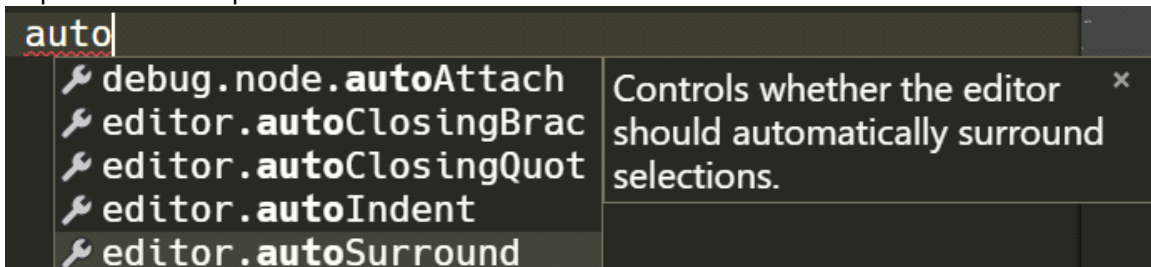 auto
debug.node.autoAttach
editor.autoClosingBrac
editor.autoClosingQuot
editor.autoIndent
editor.autoSurround
Controls whether the editor ×
should automatically surround
selections.